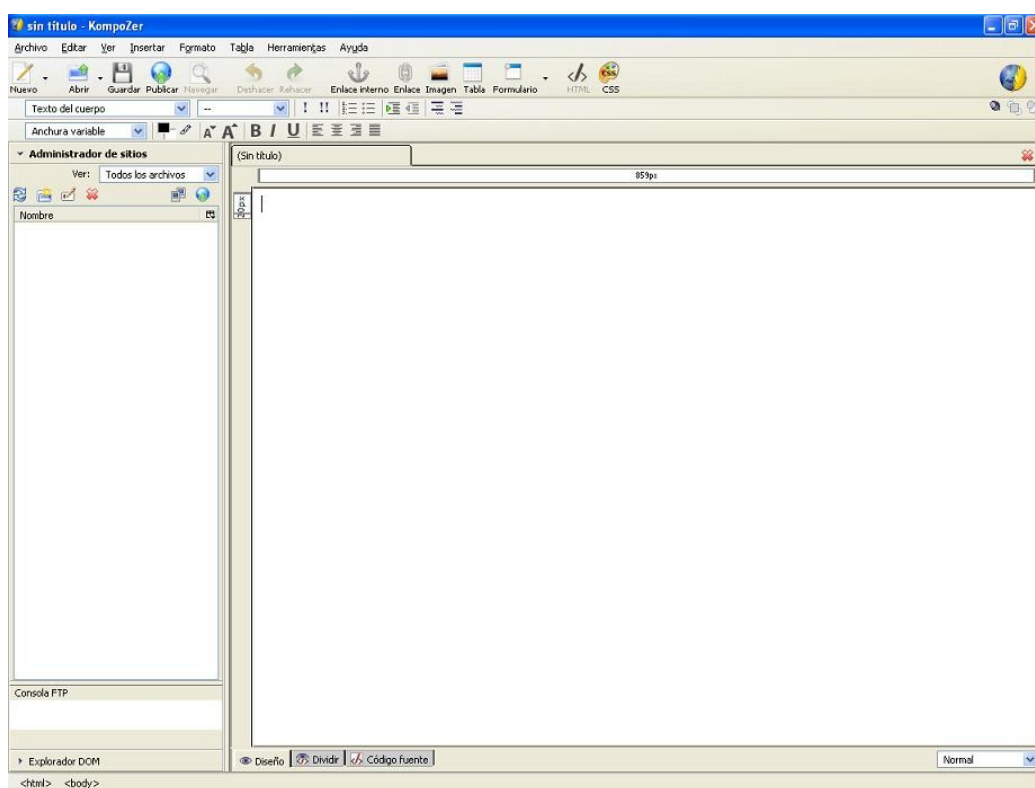 sin título - KompoZer
Archivo Editar Ver Insertar Formato Tabla Herramientas Ayuda
Nuevo Abrir Guardar Publicar Navegar Deshacer Rehacer Enlace interno Enlace Imagen Tabla Formulario HTML CSS
Texto del cuerpo -- ! !!
Anchura variable A A B I U
Administrador de sitios
(Sin título)
Ver: Todos los archivos
859px
Nombre
20px
Consola FTP
Explorador DOM
Diseño Dividir Código fuente
Normal
<html> <body>